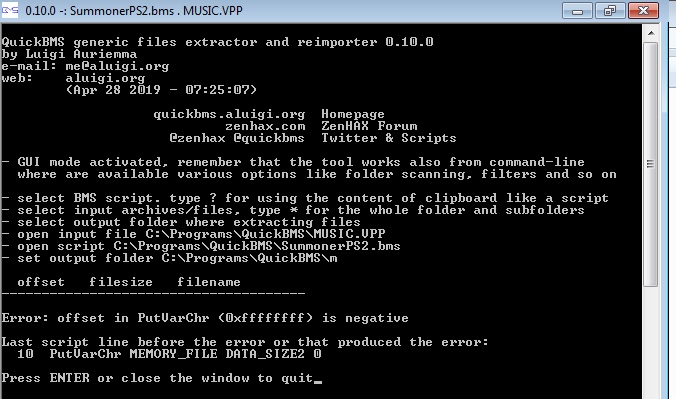 0.10.0 -: SummonerPS2.bms . MUSIC.VPP
QuickBMS generic files extractor and reimporter 0.10.0
by Luigi Auriemma
e-mail: me@aluigi.org
web:    aluigi.org
        (Apr 28 2019 - 07:25:07)
                   quickbms.aluigi.org  Homepage
                            zenhax.com  ZenHAX Forum
                     @zenhax @quickbms  Twitter & Scripts
- GUI mode activated, remember that the tool works also from command-line
  where are available various options like folder scanning, filters and so on
- select BMS script. type ? for using the content of clipboard like a script
- select input archives/files, type * for the whole folder and subfolders
- select output folder where extracting files
- open input file C:\Programs\QuickBMS\MUSIC.VPP
- open script C:\Programs\QuickBMS\SummonerPS2.bms
- set output folder C:\Programs\QuickBMS\m
  offset   filesize   filename
--------------------------------------
Error: offset in PutVarChr (0xffffffff) is negative
Last script line before the error or that produced the error:
  10  PutVarChr MEMORY_FILE DATA_SIZE2 0
Press ENTER or close the window to quit_